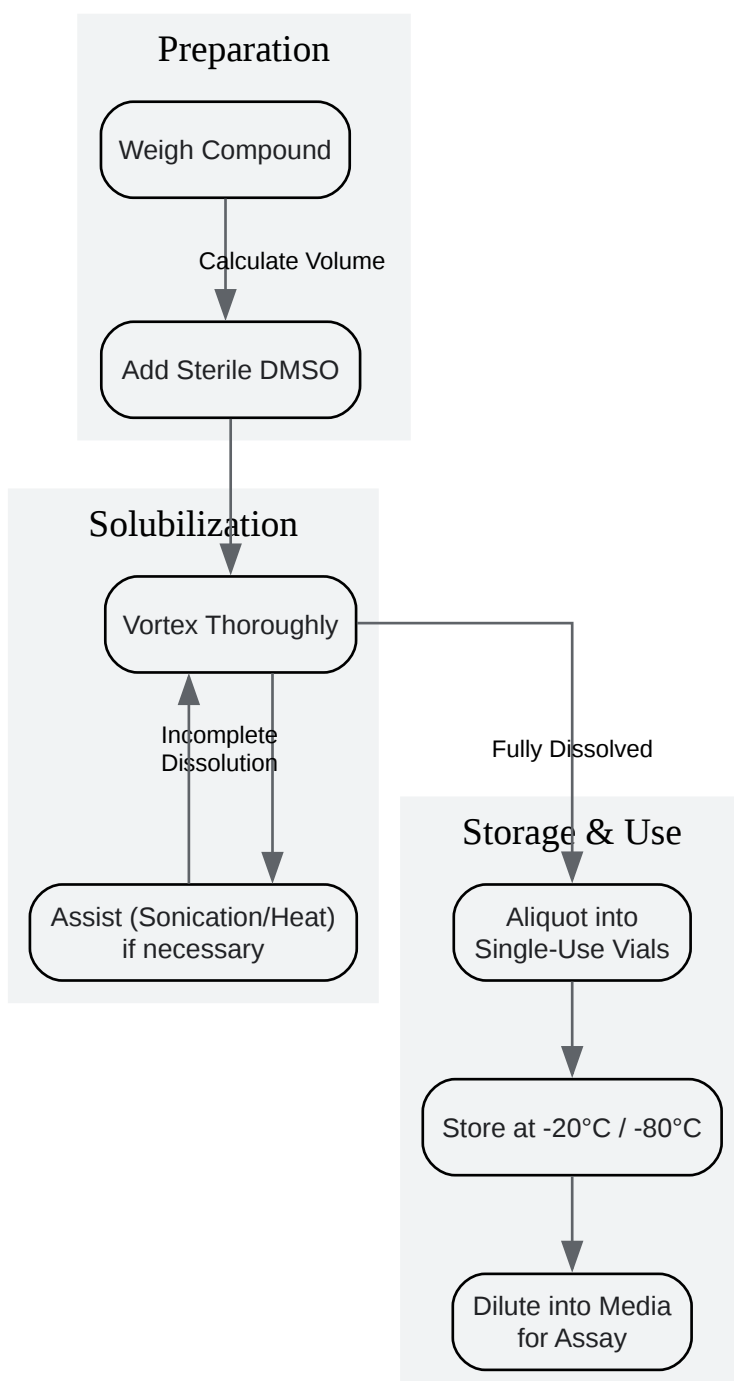 Preparation
Weigh Compound
Calculate Volume
Add Sterile DMSO
Solubilization
Vortex Thoroughly
Incomplete
Dissolution
Fully Dissolved
Assist (Sonication/Heat)
if necessary
Storage & Use
Aliquot into
Single-Use Vials
Store at -20°C / -80°C
Dilute into Media
for Assay